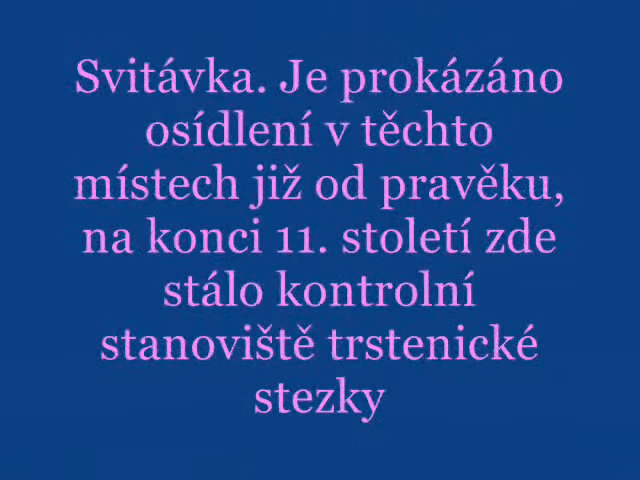 Svitávka. Je prokázáno
osídlení v těchto
místech již od pravěku,
na konci 11. století zde
stálo kontrolní
stanoviště trstenické
stezky